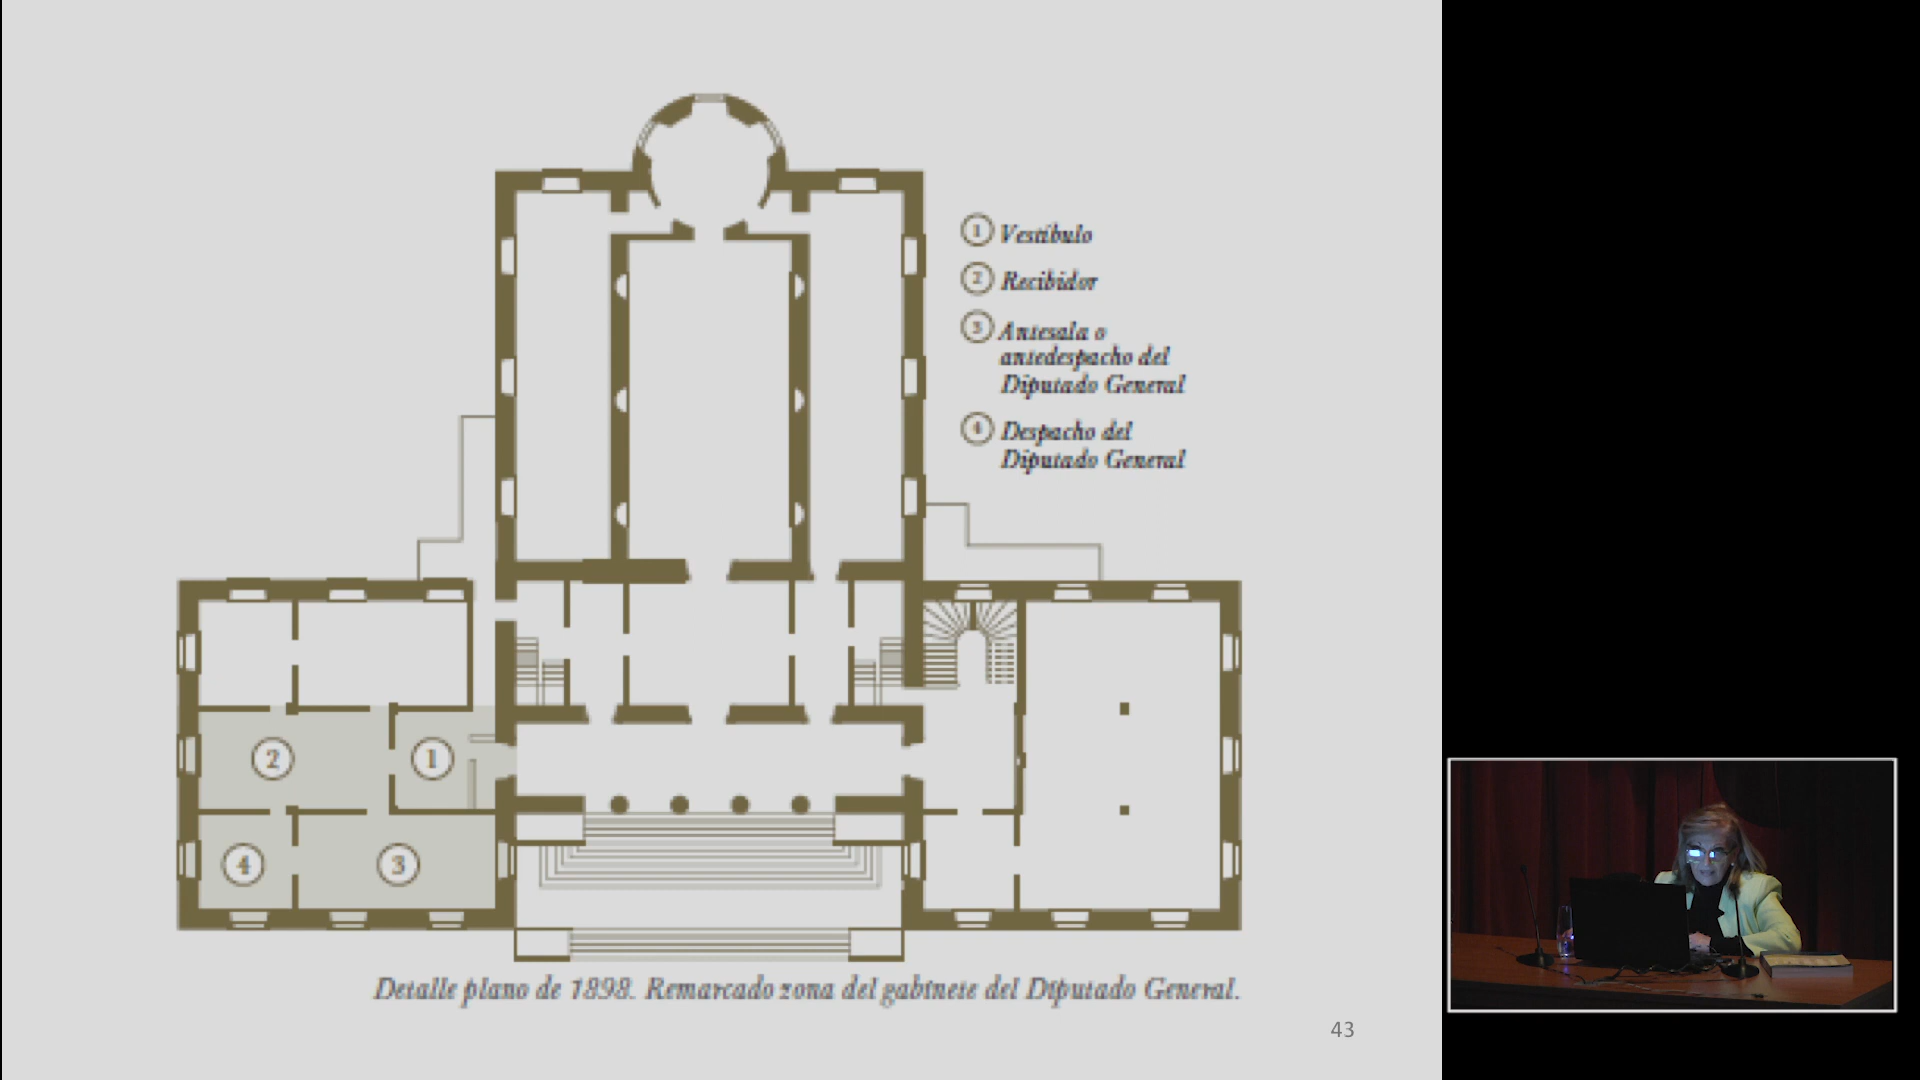 1 Vestíbulo
2 Recibidor
3 Antesala o
antedespacho del
Diputado General
4 Despacho del
Diputado General
2
1
4
3
Detalle plano de 1898. Remarcado zona del gabinete del Diputado General.
43